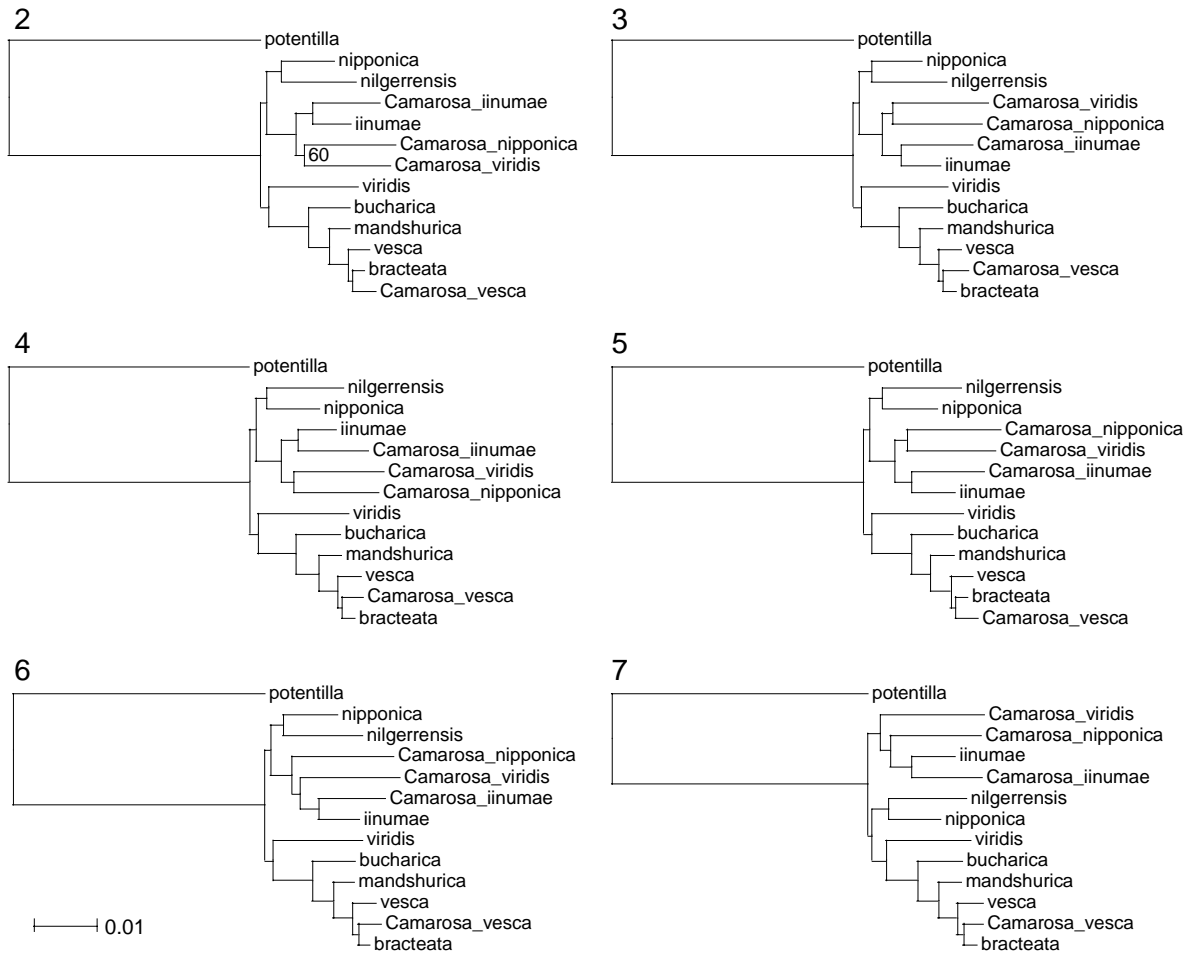 2
potentilla
nipponica
nilgerrensis
Camarosa_iinumae
iinumae
Camarosa_nipponica
60
Camarosa_viridis
viridis
bucharica
mandshurica
vesca
bracteata
Camarosa_vesca
3
potentilla
nipponica
nilgerrensis
Camarosa_viridis
Camarosa_nipponica
Camarosa_iinumae
iinumae
viridis
bucharica
mandshurica
vesca
Camarosa_vesca
bracteata
4
potentilla
nilgerrensis
nipponica
iinumae
Camarosa_iinumae
Camarosa_viridis
Camarosa_nipponica
viridis
bucharica
mandshurica
vesca
Camarosa_vesca
bracteata
5
potentilla
nilgerrensis
nipponica
Camarosa_nipponica
Camarosa_viridis
Camarosa_iinumae
iinumae
viridis
bucharica
mandshurica
vesca
bracteata
Camarosa_vesca
6
potentilla
nipponica
nilgerrensis
Camarosa_nipponica
Camarosa_viridis
Camarosa_iinumae
iinumae
viridis
bucharica
mandshurica
vesca
Camarosa_vesca
bracteata
0.01
7
potentilla
Camarosa_viridis
Camarosa_nipponica
iinumae
Camarosa_iinumae
nilgerrensis
nipponica
viridis
bucharica
mandshurica
vesca
Camarosa_vesca
bracteata